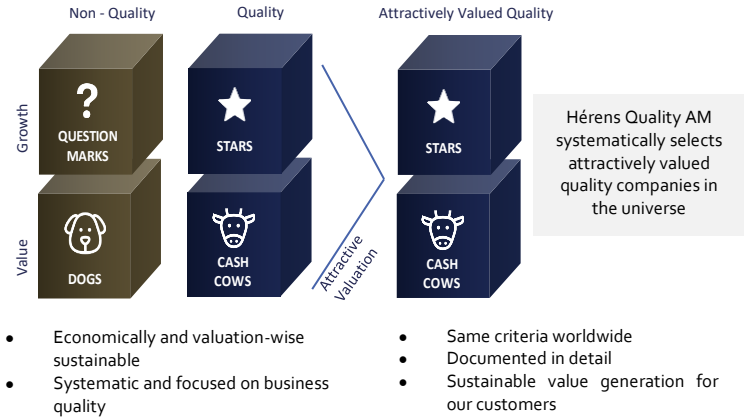 Non - Quality
Quality
Attractively Valued Quality
Growth
?
QUESTION
MARKS
STARS
STARS
Value
DOGS
CASH
COWS
Attractive
Valuation
CASH
COWS
Hérens Quality AM
systematically selects
attractively valued
quality companies in
the universe
• Economically and valuation-wise
sustainable
• Systematic and focused on business
quality
• Same criteria worldwide
• Documented in detail
• Sustainable value generation for
our customers